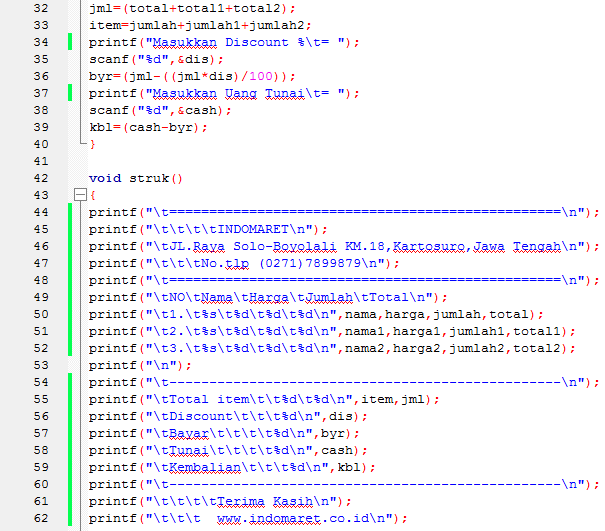 32 jml=(total+total1+total2);
33 item=jumlah+jumlah1+jumlah2;
34 printf("Masukkan Discount %\t= ");
35 scanf("%d",&dis);
36 byr=(jml-((jml*dis)/100));
37 printf("Masukkan Uang Tunai\t= ");
38 scanf("%d",&cash);
39 kbl=(cash-byr);
40 }
41
42 void struk()
43 {
44 printf("\t=================================================\n");
45 printf("\t\t\t\tINDOMARET\n");
46 printf("\tJL.Raya Solo-Boyolali KM.18,Kartosuro,Jawa Tengah\n");
47 printf("\t\t\tNo.tlp (0271)7899879\n");
48 printf("\t=================================================\n");
49 printf("\tNO\tNama\tHarga\tJumlah\tTotal\n");
50 printf("\t1.\t%s\t%d\t%d\t%d\n",nama,harga,jumlah,total);
51 printf("\t2.\t%s\t%d\t%d\t%d\n",nama1,harga1,jumlah1,total1);
52 printf("\t3.\t%s\t%d\t%d\t%d\n",nama2,harga2,jumlah2,total2);
53 printf("\n");
54 printf("\t-------------------------------------------------\n");
55 printf("\tTotal item\t\t%d\t%d\n",item,jml);
56 printf("\tDiscount\t\t\t%d\n",dis);
57 printf("\tBayar\t\t\t\t%d\n",byr);
58 printf("\tTunai\t\t\t\t%d\n",cash);
59 printf("\tKembalian\t\t\t%d\n",kbl);
60 printf("\t-------------------------------------------------\n");
61 printf("\t\t\t\tTerima Kasih\n");
62 printf("\t\t\t  www.indomaret.co.id\n");